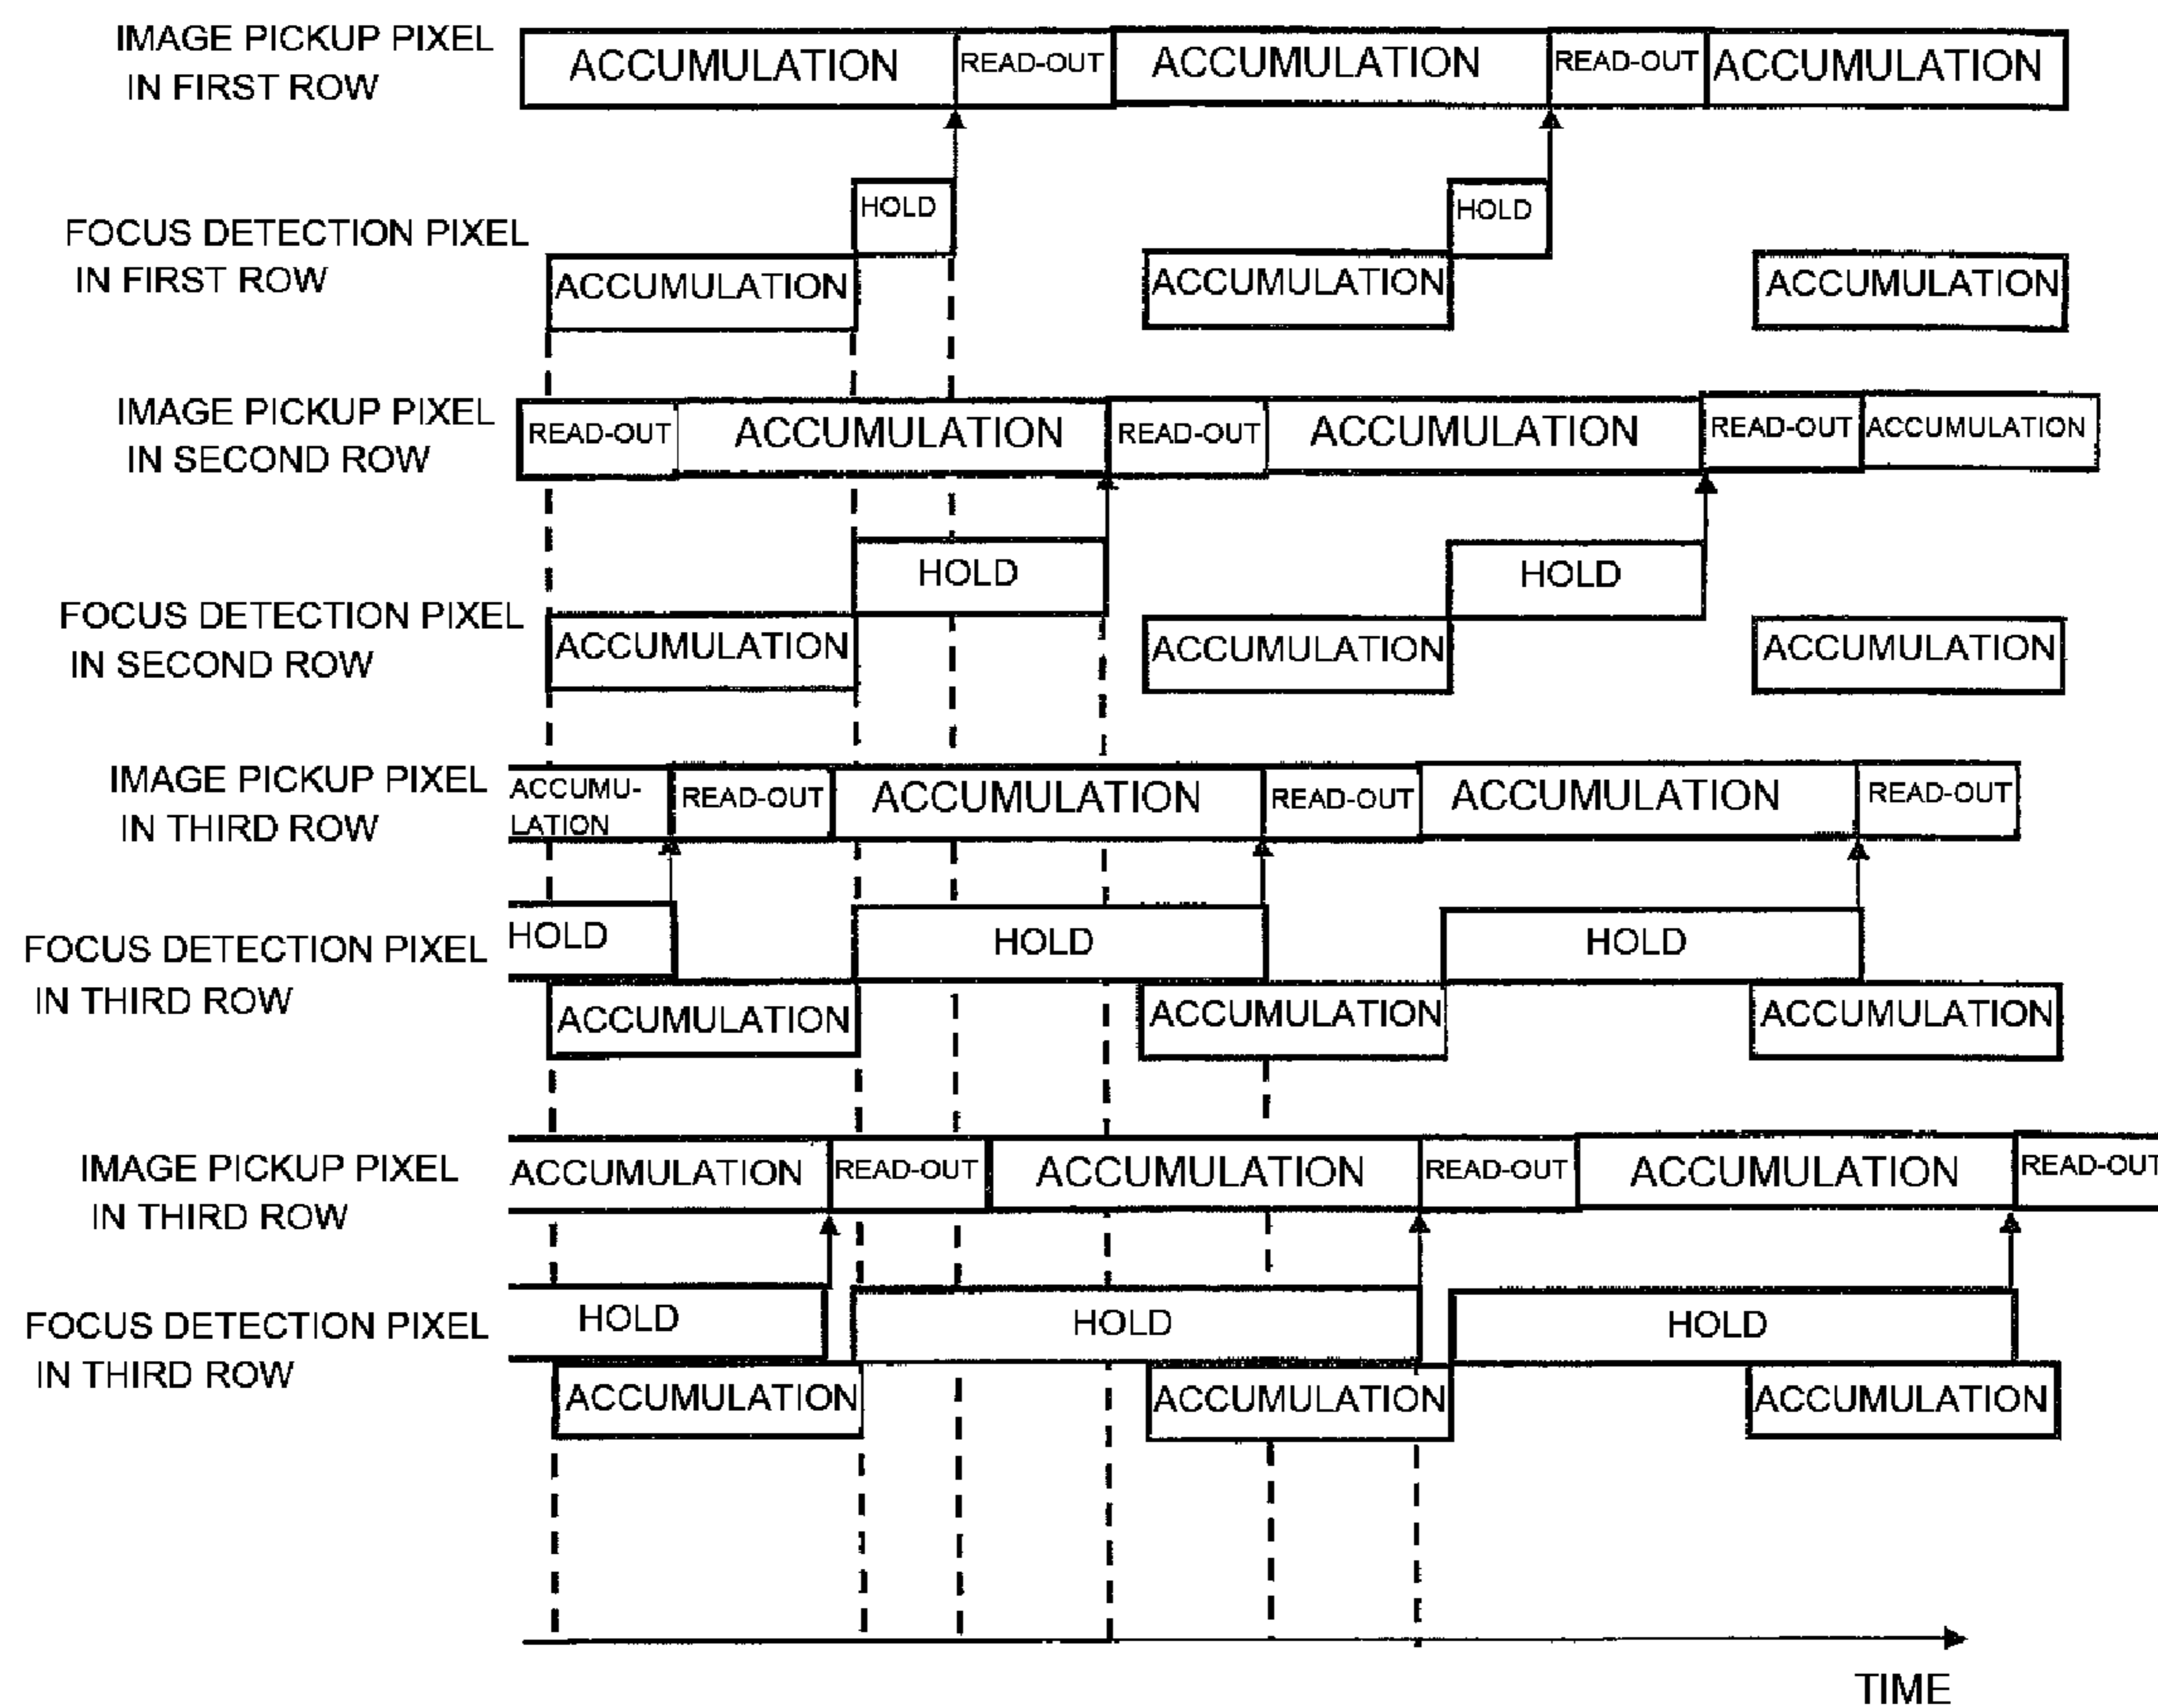 IMAGE PICKUP PIXEL
IN FIRST ROW
ACCUMULATION READ-OUT ACCUMULATION READ-OUT ACCUMULATION
HOLD HOLD
FOCUS DETECTION PIXEL
IN FIRST ROW
ACCUMULATION ACCUMULATION ACCUMULATION
IMAGE PICKUP PIXEL
IN SECOND ROW
READ-OUT ACCUMULATION READ-OUT ACCUMULATION READ-OUT ACCUMULATION
HOLD HOLD
FOCUS DETECTION PIXEL
IN SECOND ROW
ACCUMULATION ACCUMULATION ACCUMULATION
IMAGE PICKUP PIXEL
IN THIRD ROW
ACCUMU-
LATION
READ-OUT ACCUMULATION READ-OUT ACCUMULATION READ-OUT
HOLD HOLD HOLD
FOCUS DETECTION PIXEL
IN THIRD ROW
ACCUMULATION ACCUMULATION ACCUMULATION
IMAGE PICKUP PIXEL
IN THIRD ROW
ACCUMULATION READ-OUT ACCUMULATION READ-OUT ACCUMULATION READ-OUT
HOLD HOLD HOLD
FOCUS DETECTION PIXEL
IN THIRD ROW
ACCUMULATION ACCUMULATION ACCUMULATION
TIME